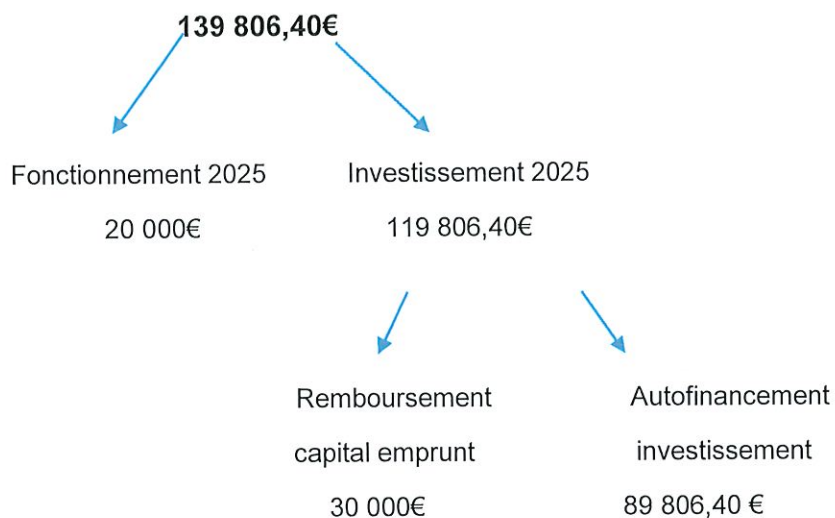 139 806,40€
Fonctionnement 2025
20 000€
Investissement 2025
119 806,40€
Remboursement
capital emprunt
30 000€
Autofinancement
investissement
89 806,40 €